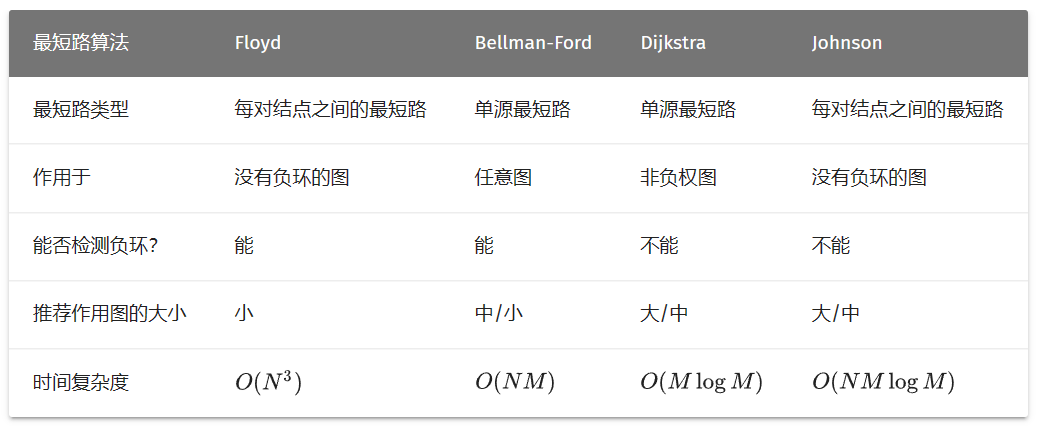 最短路算法 Floyd Bellman-Ford Dijkstra Johnson
最短路类型 每对结点之间的最短路 单源最短路 单源最短路 每对结点之间的最短路
作用于 没有负环的图 任意图 非负权图 没有负环的图
能否检测负环？ 能 能 不能 不能
推荐作用图的大小 小 中/小 大/中 大/中
时间复杂度 O(N³) O(NM) O(M log M) O(NM log M)